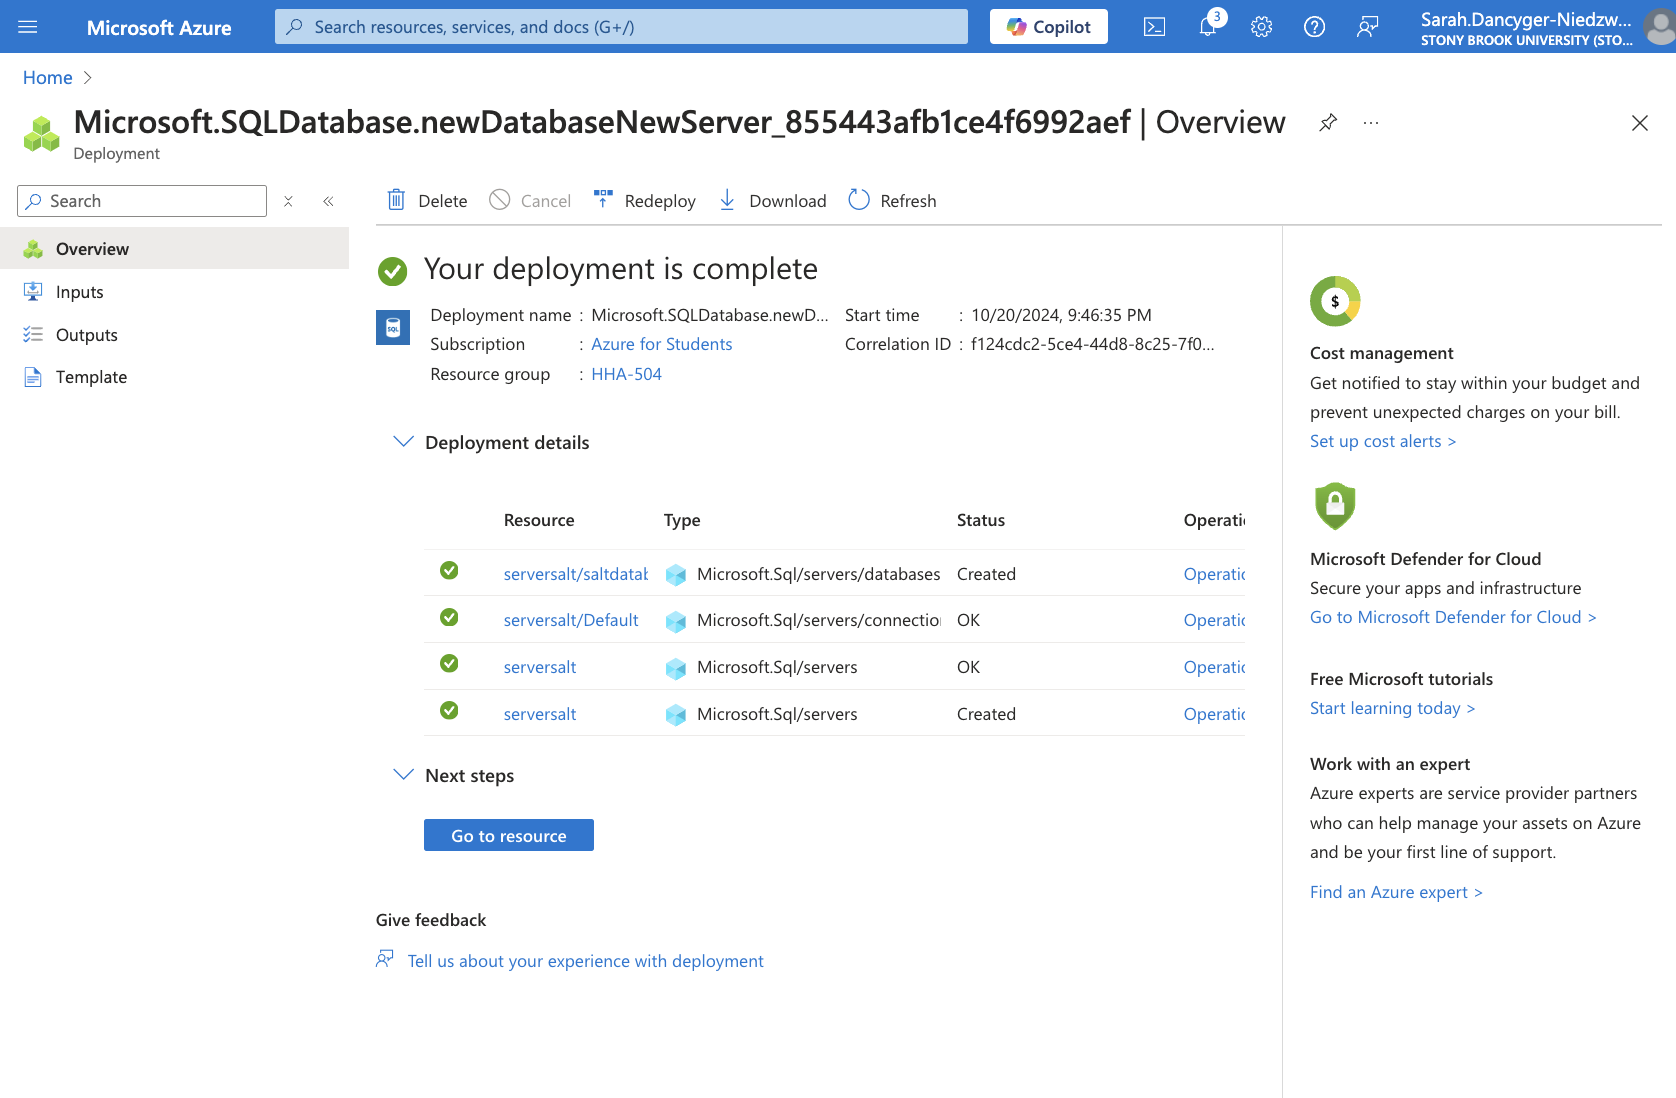 Microsoft Azure
Search resources, services, and docs (G+/)
Copilot
3
Sarah.Dancyger-Niedzw...
STONY BROOK UNIVERSITY (STO...
Home
Microsoft.SQLDatabase.newDatabaseNewServer_855443afb1ce4f6992aef | Overview
...
Deployment
Search
Overview
Inputs
Outputs
Template
Delete
Cancel
Redeploy
Download
Refresh
Your deployment is complete
SQL
Deployment name : Microsoft.SQLDatabase.newD...
Subscription : Azure for Students
Resource group : HHA-504
Start time : 10/20/2024, 9:46:35 PM
Correlation ID : f124cdc2-5ce4-44d8-8c25-7f0...
Deployment details
Resource Type Status Operatio
serversalt/saltdatab Microsoft.Sql/servers/databases Created Operatio
serversalt/Default Microsoft.Sql/servers/connection OK Operatio
serversalt Microsoft.Sql/servers OK Operatio
serversalt Microsoft.Sql/servers Created Operatio
Next steps
Go to resource
Give feedback
Tell us about your experience with deployment
$
Cost management
Get notified to stay within your budget and
prevent unexpected charges on your bill.
Set up cost alerts >
Microsoft Defender for Cloud
Secure your apps and infrastructure
Go to Microsoft Defender for Cloud >
Free Microsoft tutorials
Start learning today >
Work with an expert
Azure experts are service provider partners
who can help manage your assets on Azure
and be your first line of support.
Find an Azure expert >